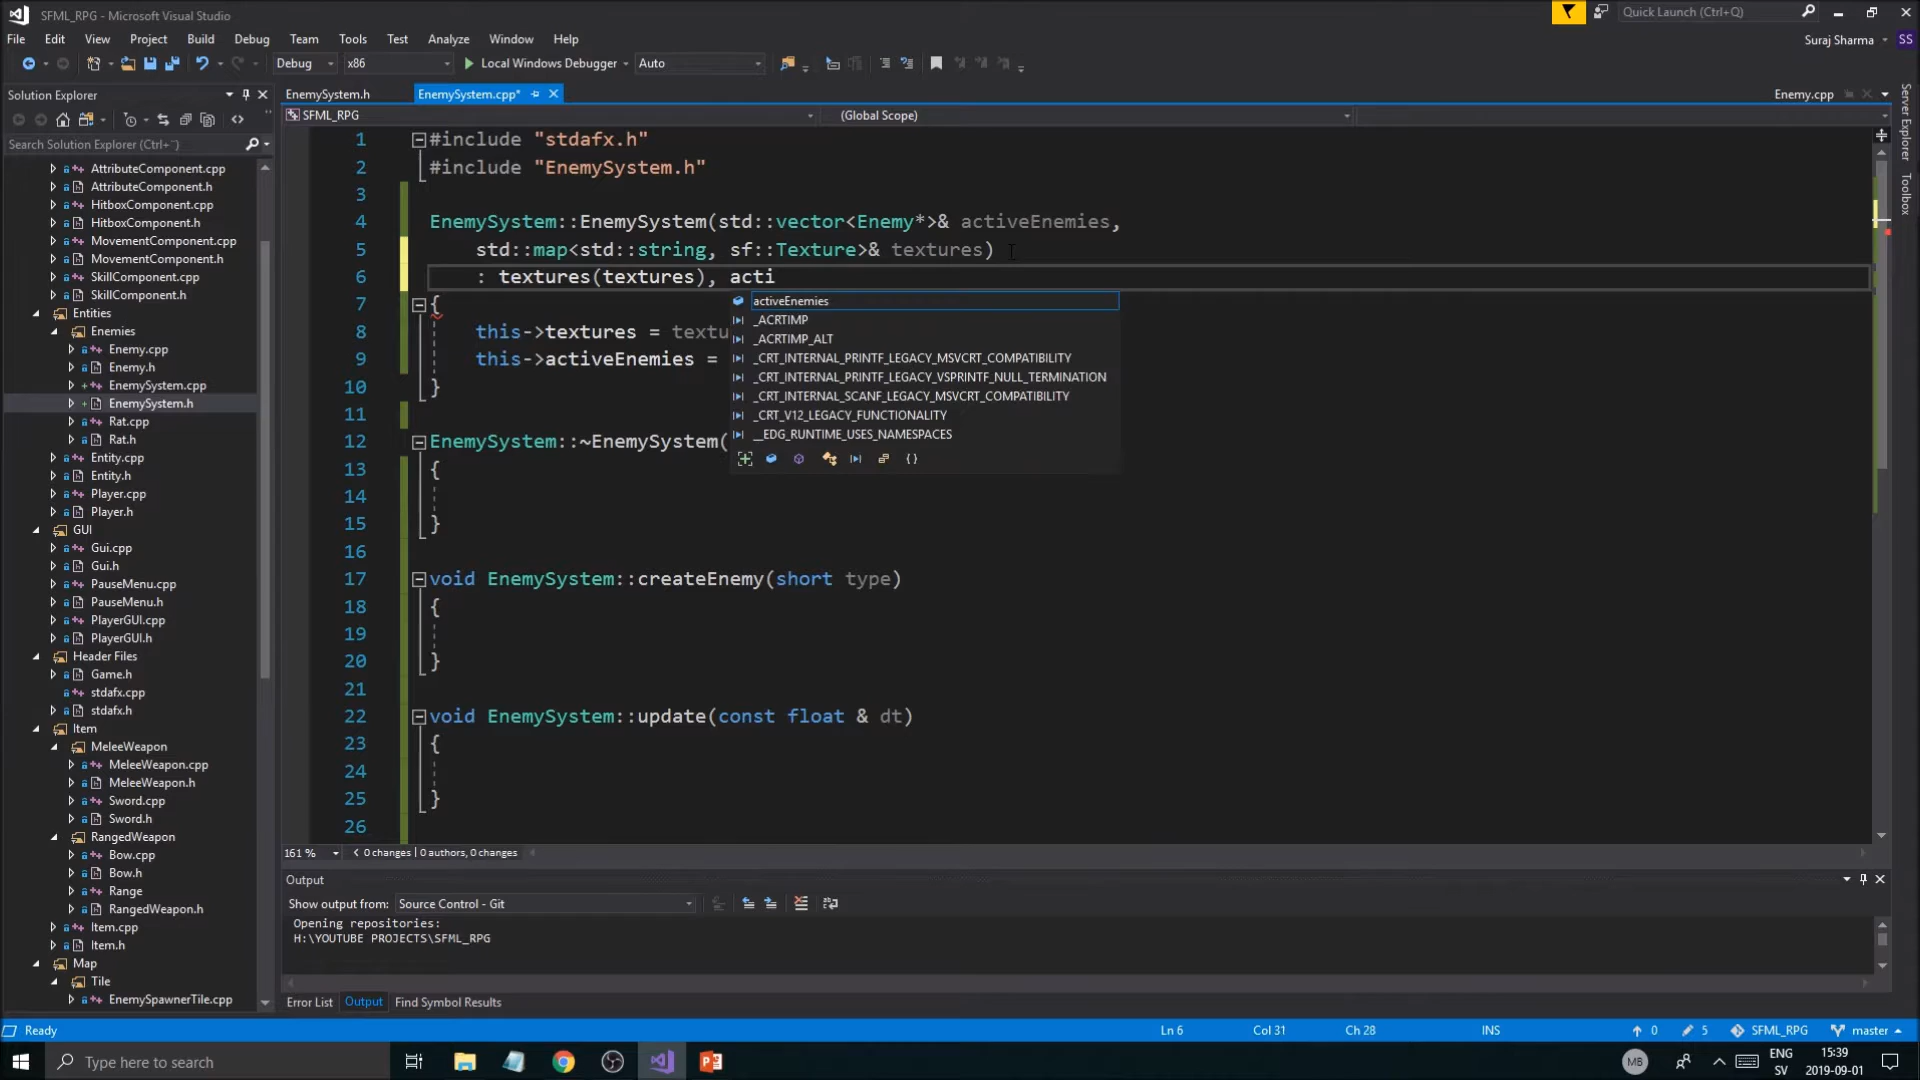 SFML_RPG - Microsoft Visual Studio
Quick Launch (Ctrl+Q)
File Edit View Project Build Debug Team Tools Test Analyze Window Help
Suraj Sharma SS
Debug x86 Local Windows Debugger Auto
Solution Explorer
EnemySystem.h EnemySystem.cpp* Enemy.cpp
SFML_RPG (Global Scope)
Search Solution Explorer (Ctrl+¨)
AttributeComponent.cpp
AttributeComponent.h
HitboxComponent.cpp
HitboxComponent.h
MovementComponent.cpp
MovementComponent.h
SkillComponent.cpp
SkillComponent.h
Entities
Enemies
Enemy.cpp
Enemy.h
EnemySystem.cpp
EnemySystem.h
Rat.cpp
Rat.h
Entity.cpp
Entity.h
Player.cpp
Player.h
GUI
Gui.cpp
Gui.h
PauseMenu.cpp
PauseMenu.h
PlayerGUI.cpp
PlayerGUI.h
Header Files
Game.h
stdafx.cpp
stdafx.h
Item
MeleeWeapon
MeleeWeapon.cpp
MeleeWeapon.h
Sword.cpp
Sword.h
RangedWeapon
Bow.cpp
Bow.h
Range
RangedWeapon.h
Item.cpp
Item.h
Map
Tile
EnemySpawnerTile.cpp
1 #include "stdafx.h"
2 #include "EnemySystem.h"
3
4 EnemySystem::EnemySystem(std::vector<Enemy*>& activeEnemies,
5 std::map<std::string, sf::Texture>& textures)
6 : textures(textures), acti
7 {
8 this->textures = textu
9 this->activeEnemies =
10 }
11
12 EnemySystem::~EnemySystem(
13 {
14
15 }
16
17 void EnemySystem::createEnemy(short type)
18 {
19
20 }
21
22 void EnemySystem::update(const float & dt)
23 {
24
25 }
26
activeEnemies
_ACRTIMP
_ACRTIMP_ALT
_CRT_INTERNAL_PRINTF_LEGACY_MSVCRT_COMPATIBILITY
_CRT_INTERNAL_PRINTF_LEGACY_VSPRINTF_NULL_TERMINATION
_CRT_INTERNAL_SCANF_LEGACY_MSVCRT_COMPATIBILITY
_CRT_V12_LEGACY_FUNCTIONALITY
__EDG_RUNTIME_USES_NAMESPACES
Server Explorer
Toolbox
161 % 0 changes | 0 authors, 0 changes
Output
Show output from: Source Control - Git
Opening repositories:
H:\YOUTUBE PROJECTS\SFML_RPG
Error List Output Find Symbol Results
Ready Ln 6 Col 31 Ch 28 INS 0 5 SFML_RPG master
Type here to search
MB
ENG
SV
15:39
2019-09-01